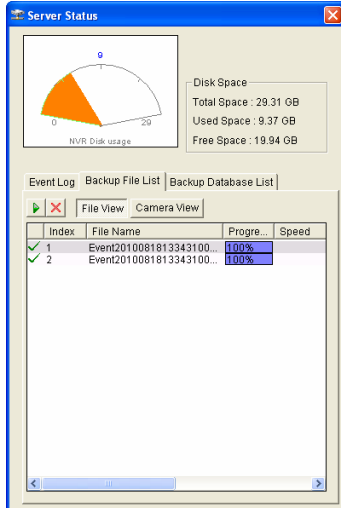 Server Status
9
0
29
NVR Disk usage
Disk Space
Total Space : 29.31 GB
Used Space : 9.37 GB
Free Space : 19.94 GB
Event Log Backup File List Backup Database List
File View Camera View
Index File Name Progre... Speed
1 Event2010081813343100... 100%
2 Event2010081813343100... 100%